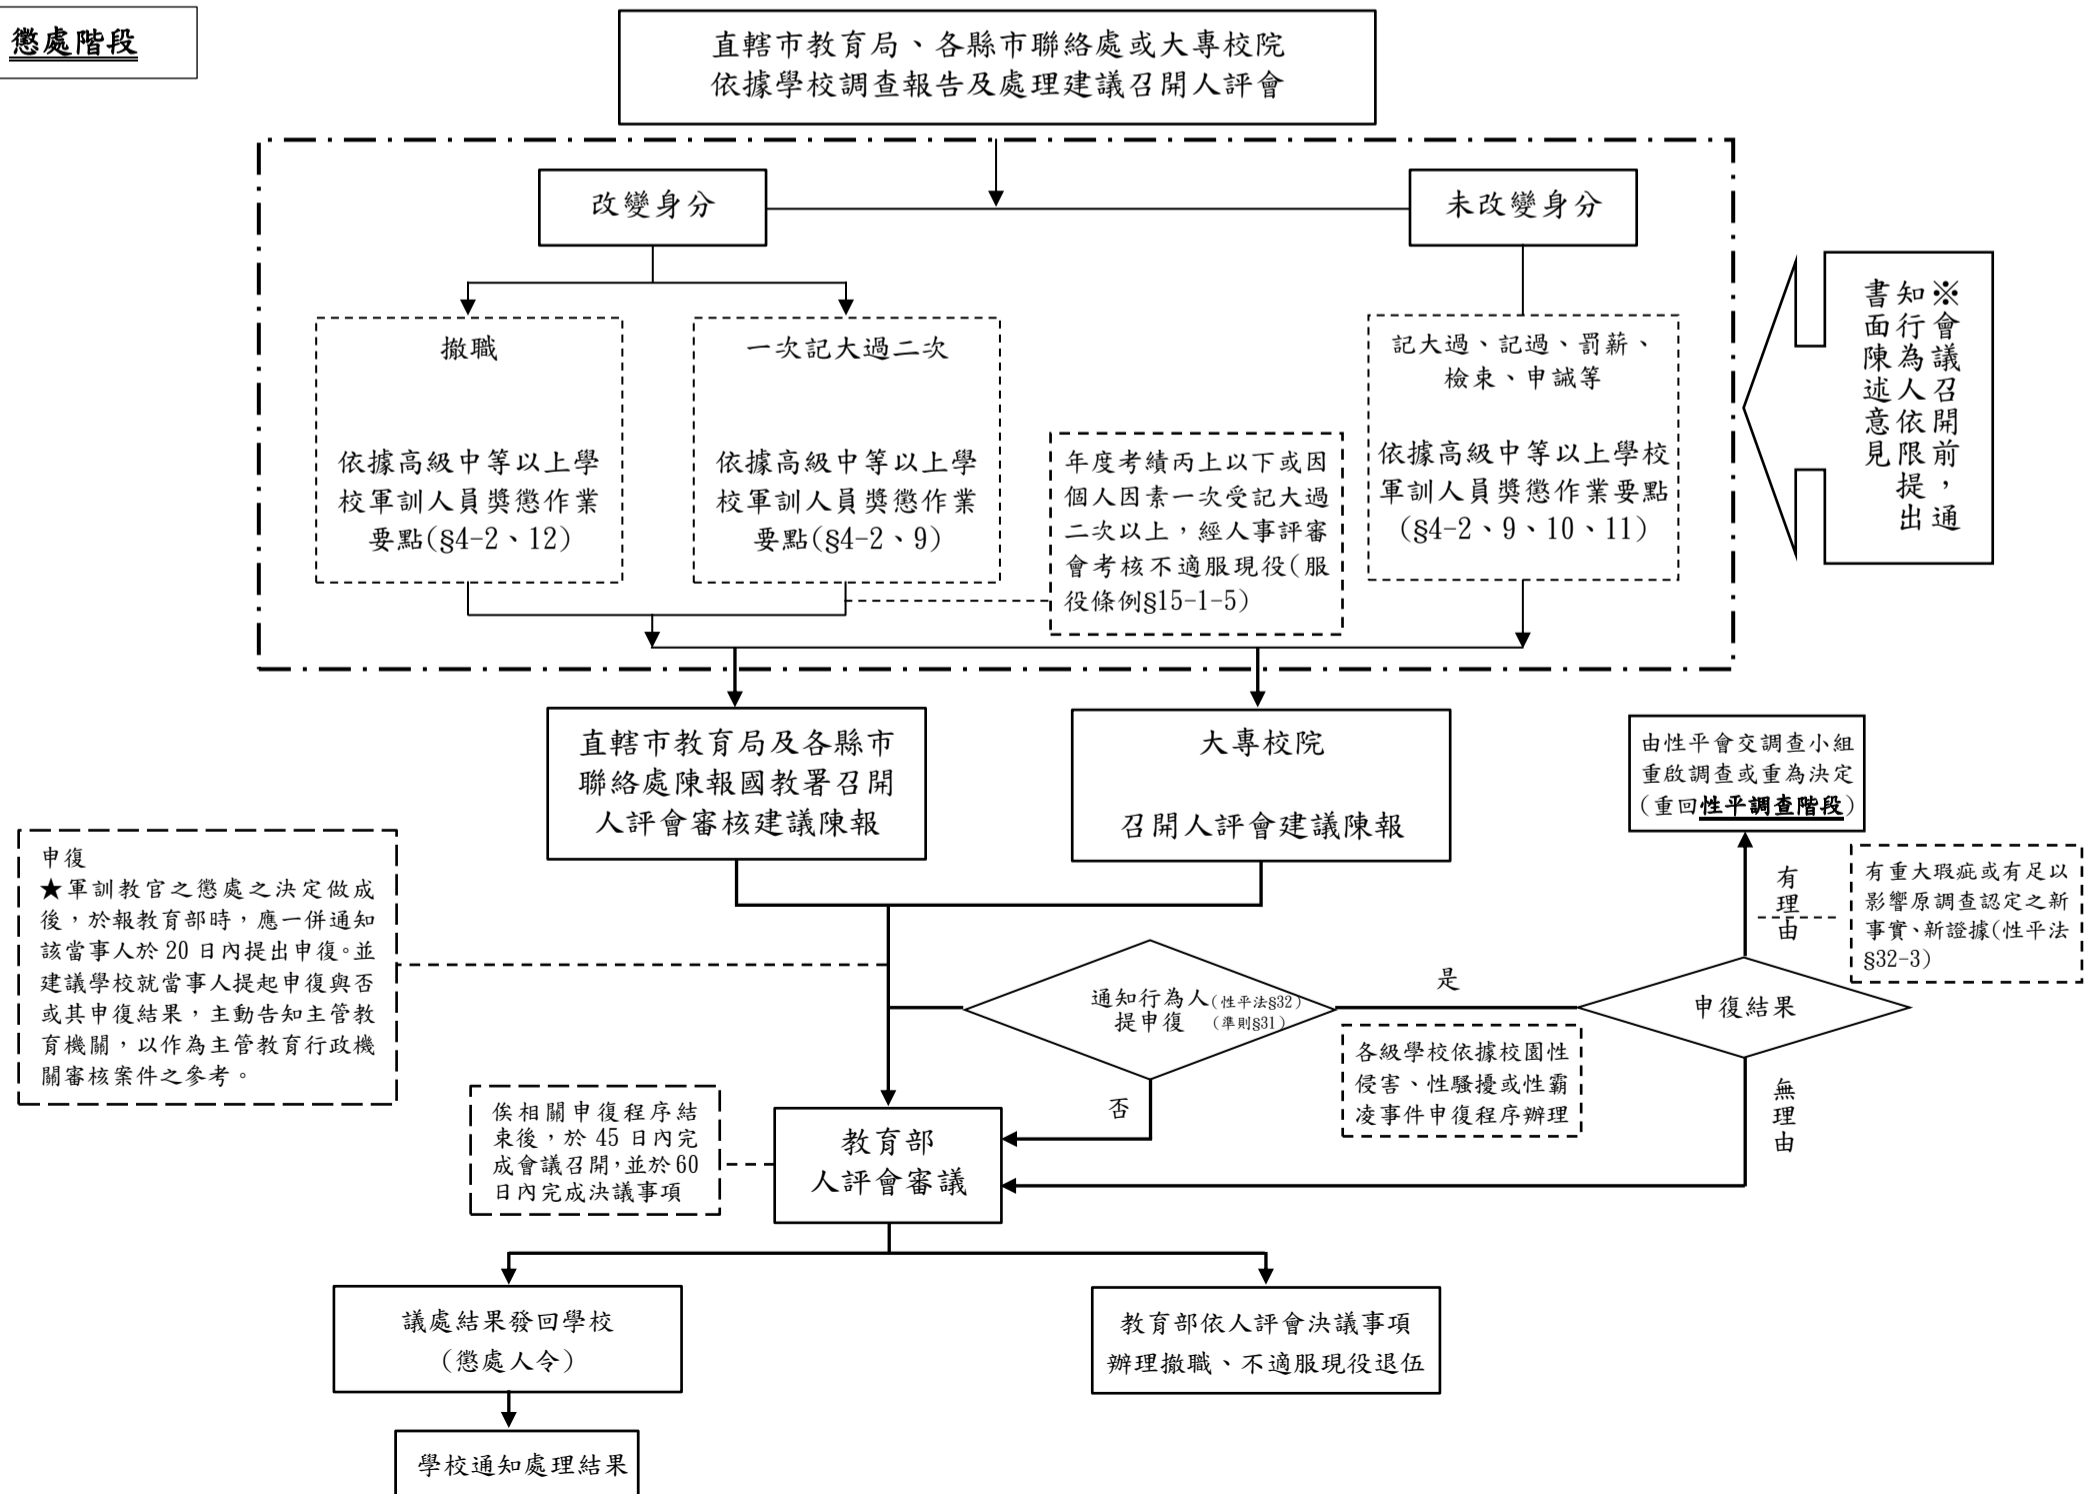 懲處階段
直轄市教育局、各縣市聯絡處或大專校院
依據學校調查報告及處理建議召開人評會
改變身分
未改變身分
撤職
依據高級中等以上學
校軍訓人員獎懲作業
要點(§4-2、12)
一次記大過二次
依據高級中等以上學
校軍訓人員獎懲作業
要點(§4-2、9)
年度考績丙上以下或因
個人因素一次受記大過
二次以上，經人事評審
會考核不適服現役(服
役條例§15-1-5)
記大過、記過、罰薪、
檢束、申誡等
依據高級中等以上學校
軍訓人員獎懲作業要點
(§4-2、9、10、11)
※會議召開前，通
知行為人依限提出
書面陳述意見
直轄市教育局及各縣市
聯絡處陳報國教署召開
人評會審核建議陳報
大專校院
召開人評會建議陳報
由性平會交調查小組
重啟調查或重為決定
(重回性平調查階段)
有理由
有重大瑕疵或有足以
影響原調查認定之新
事實、新證據(性平法
§32-3)
申復
★軍訓教官之懲處之決定做成
後，於報教育部時，應一併通知
該當事人於 20 日內提出申復。並
建議學校就當事人提起申復與否
或其申復結果，主動告知主管教
育機關，以作為主管教育行政機
關審核案件之參考。
通知行為人(性平法§32)
提申復 (準則§31)
是
申復結果
各級學校依據校園性
侵害、性騷擾或性霸
凌事件申復程序辦理
否
無理由
俟相關申復程序結
束後，於 45 日內完
成會議召開，並於 60
日內完成決議事項
教育部
人評會審議
議處結果發回學校
(懲處人令)
教育部依人評會決議事項
辦理撤職、不適服現役退伍
學校通知處理結果